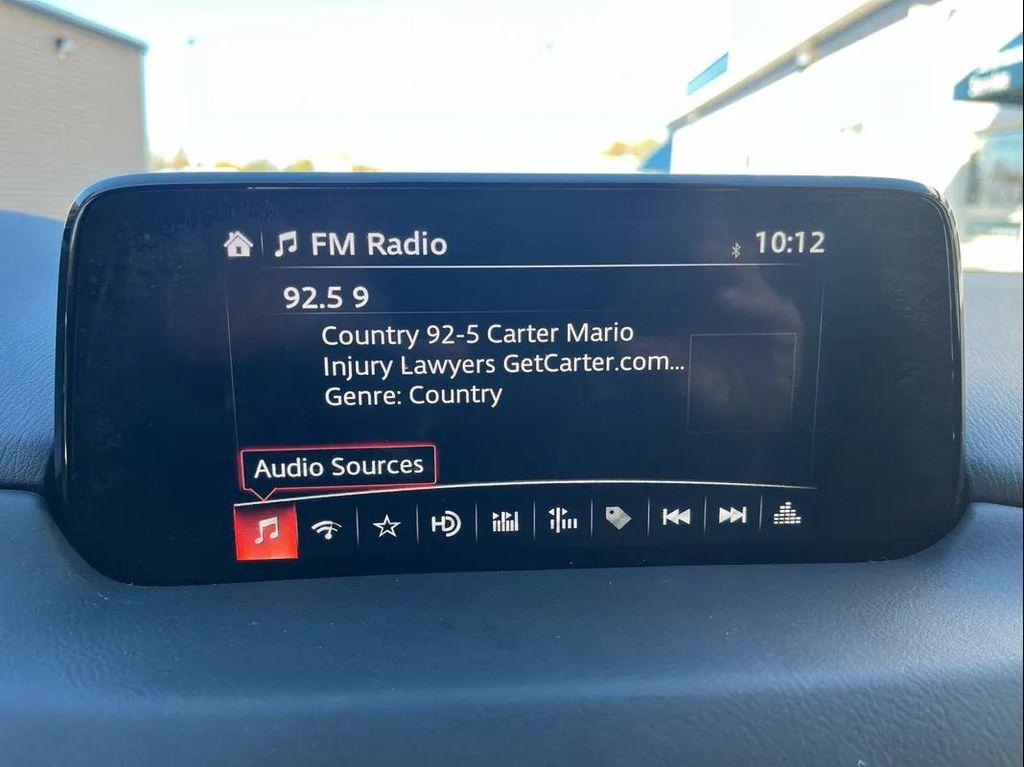 FM Radio
10:12
92.5 9
Country 92-5 Carter Mario
Injury Lawyers GetCarter.com...
Genre: Country
Audio Sources
HD